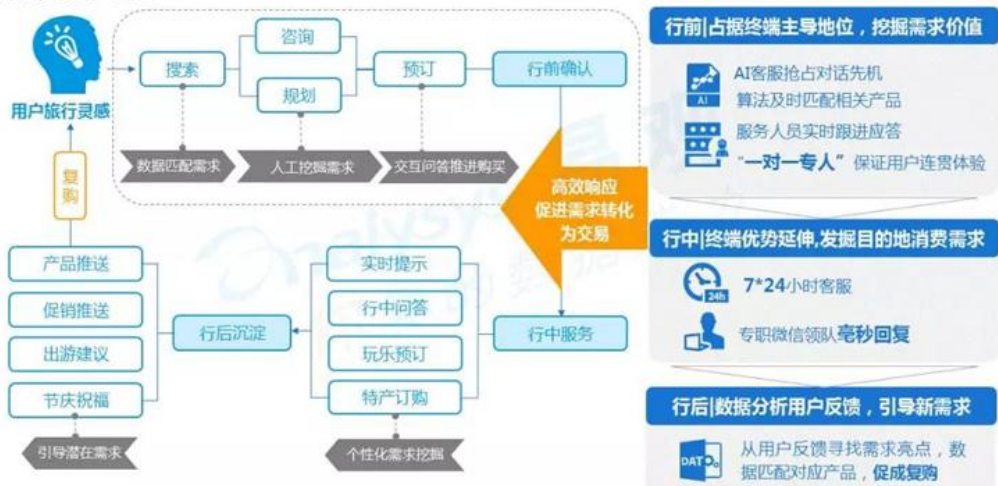 用户旅行灵感
搜索
咨询
规划
预订
行前确认
数据匹配需求
人工挖掘需求
交互问答推进购买
复购
高效响应
促进需求转化
为交易
产品推送
促销推送
出游建议
节庆祝福
行后沉淀
实时提示
行中问答
玩乐预订
特产订购
行中服务
引导潜在需求
个性化需求挖掘
行前|占据终端主导地位，挖掘需求价值
AI
AI客服抢占对话先机
算法及时匹配相关产品
服务人员实时跟进应答
“一对一专人”保证用户连贯体验
行中|终端优势延伸,发掘目的地消费需求
24h
7*24小时客服
专职微信领队毫秒回复
行后|数据分析用户反馈，引导新需求
从用户反馈寻找需求亮点，数
据匹配对应产品，促成复购